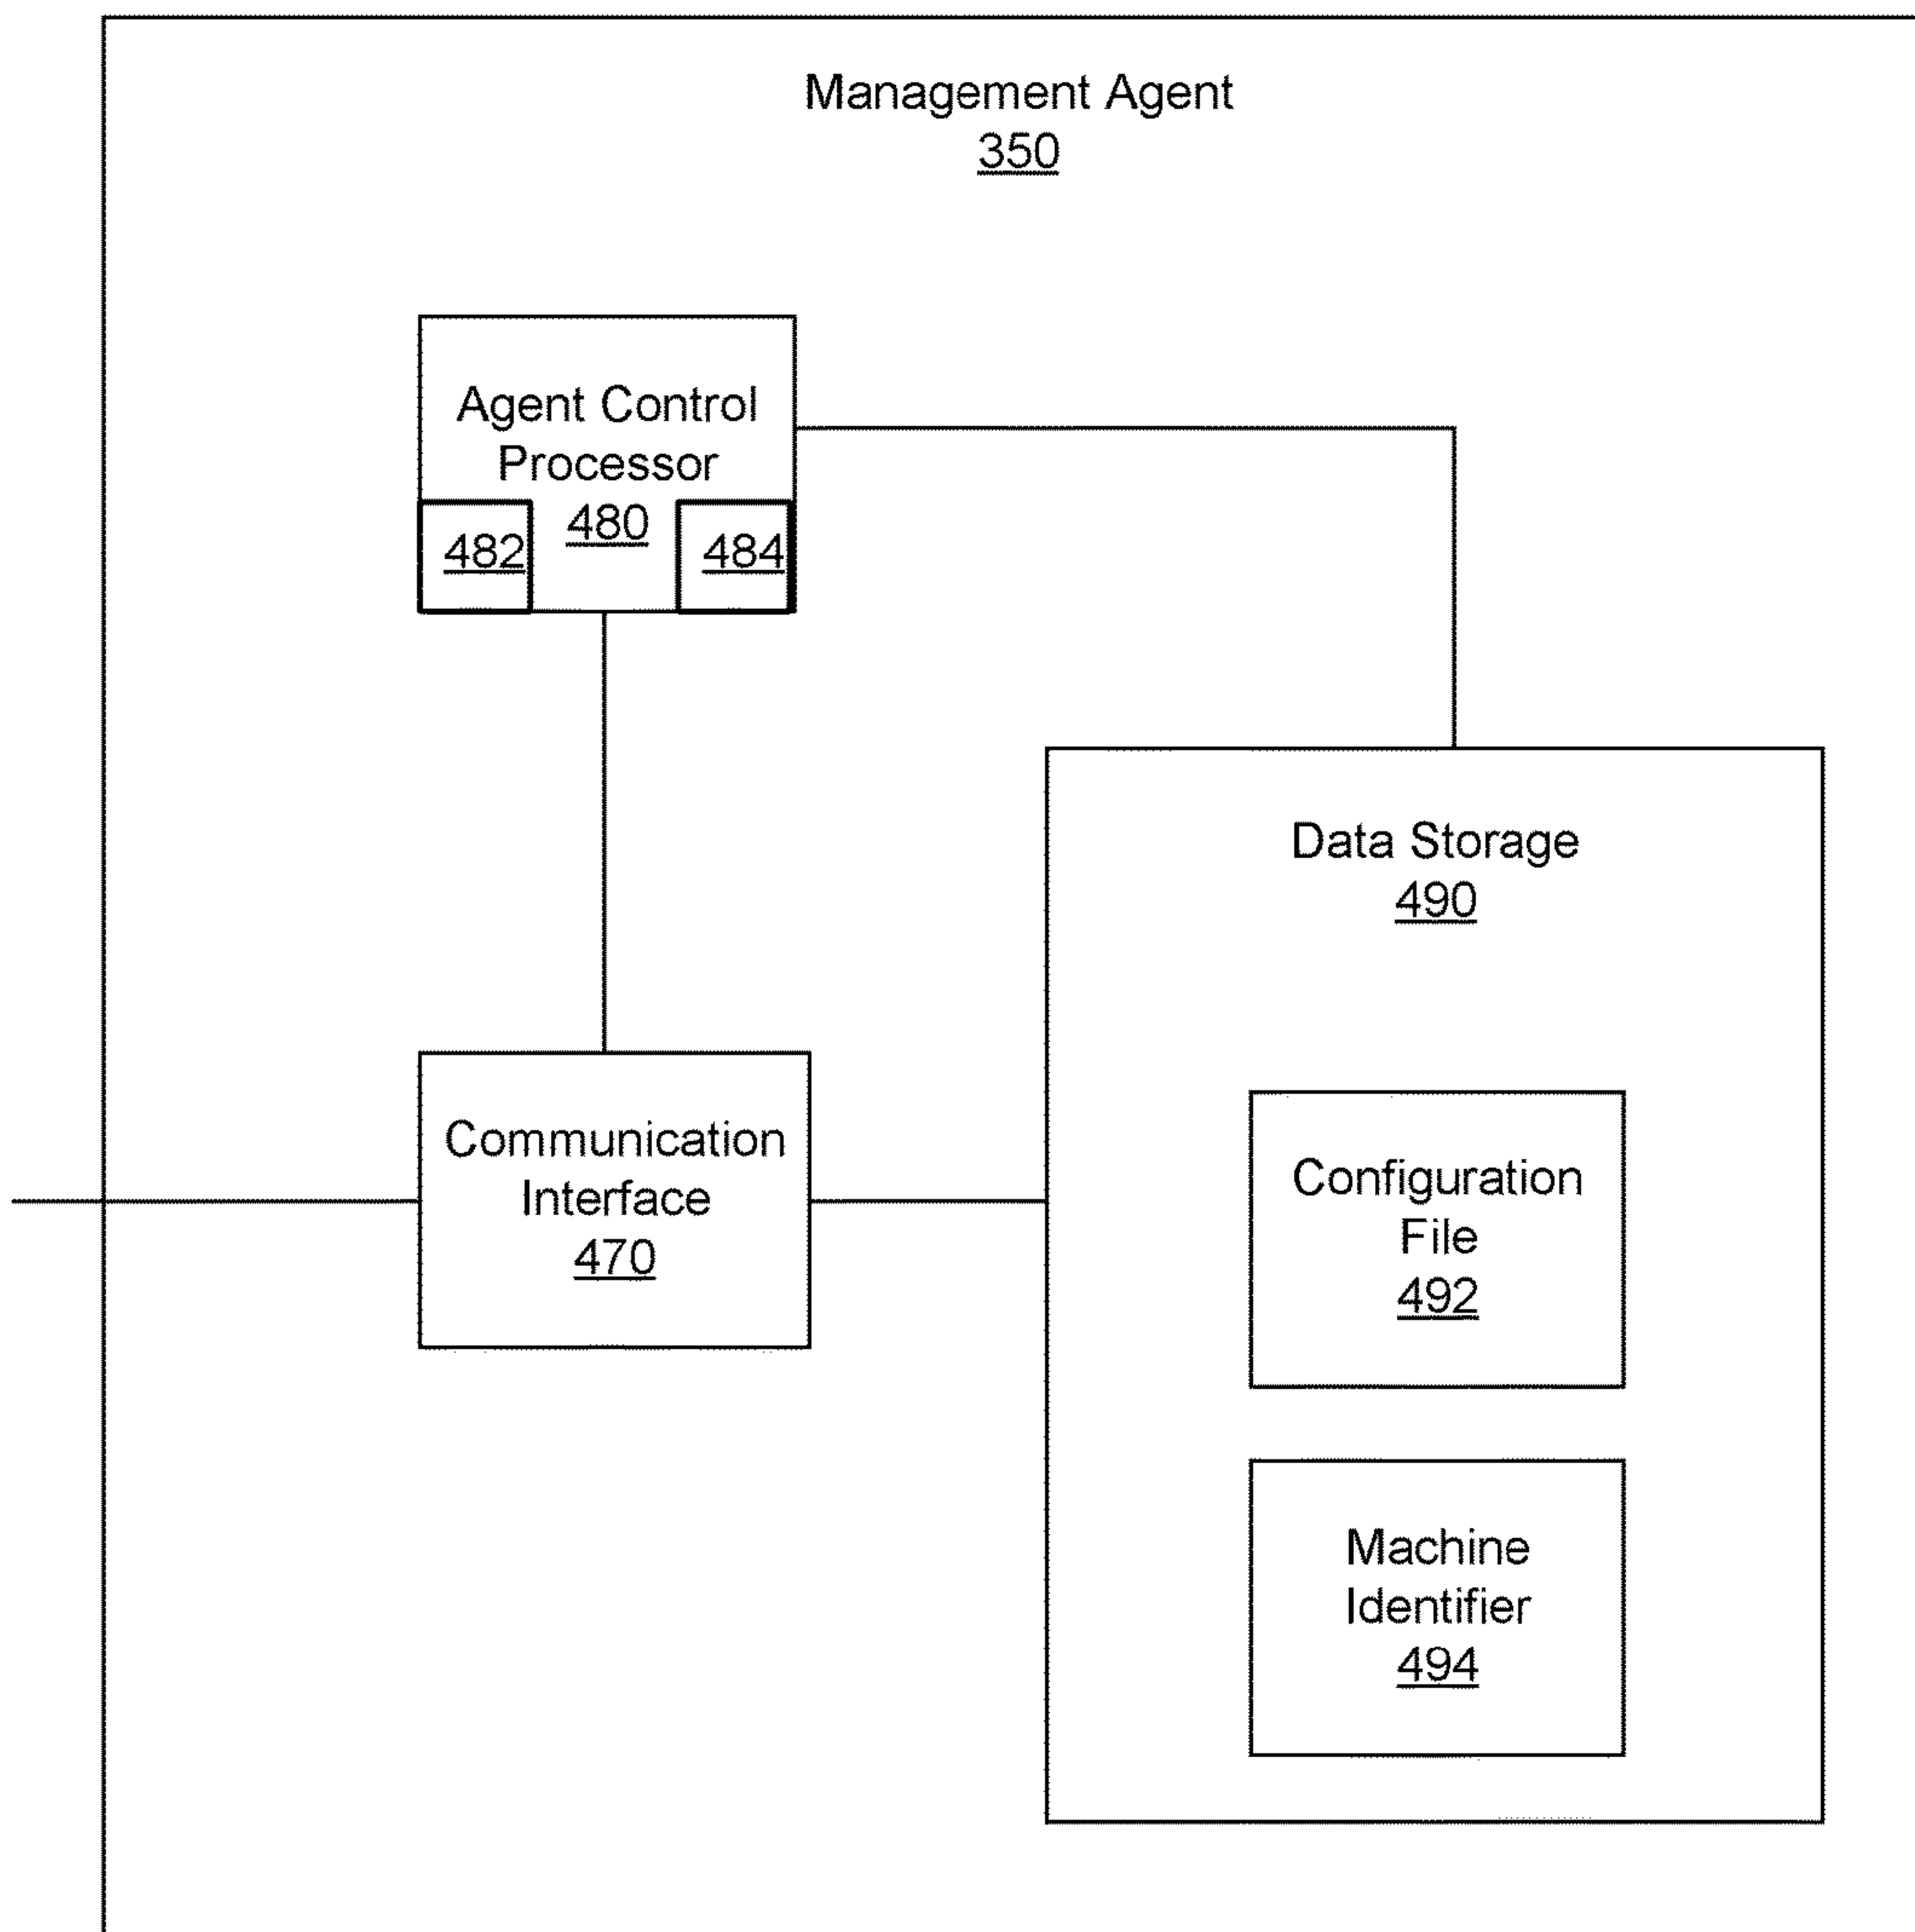 Management Agent
350
Agent Control
Processor
480
482
484
Data Storage
490
Communication
Interface
470
Configuration
File
492
Machine
Identifier
494